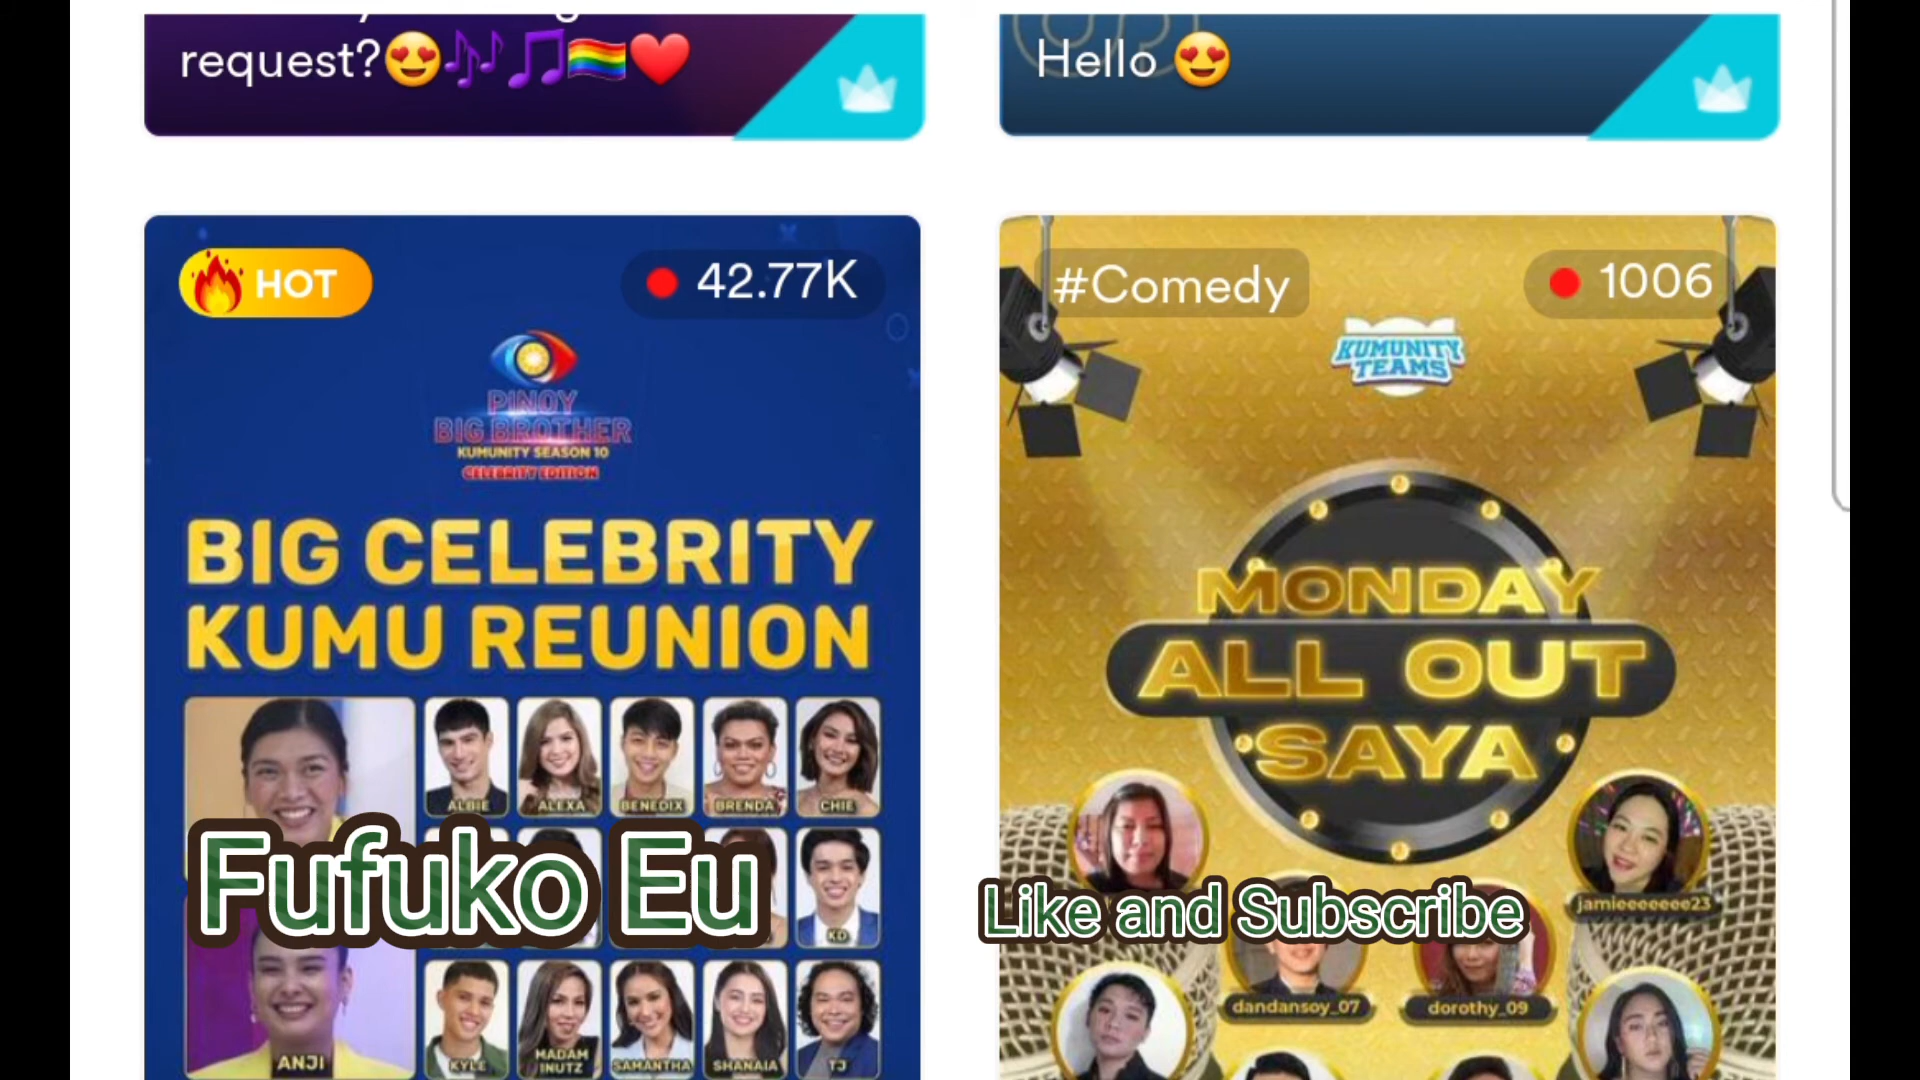 request?😍🎶🎵🏳️‍🌈❤️
Hello 😍
HOT
42.77K
PINOY
BIG BROTHER
KUMUNITY SEASON 10
CELEBRITY EDITION
BIG CELEBRITY
KUMU REUNION
ALBIE
ALEXA
BENEDIX
BRENDA
CHIE
KD
ANJI
KYLE
MADAM
INUTZ
SAMANTHA
SHANAIA
TJ
Fufuko Eu
#Comedy
1006
KUMUNITY
TEAMS
MONDAY
ALL OUT
SAYA
jamieeeeeee23
Like and Subscribe
dandansoy_07
dorothy_09